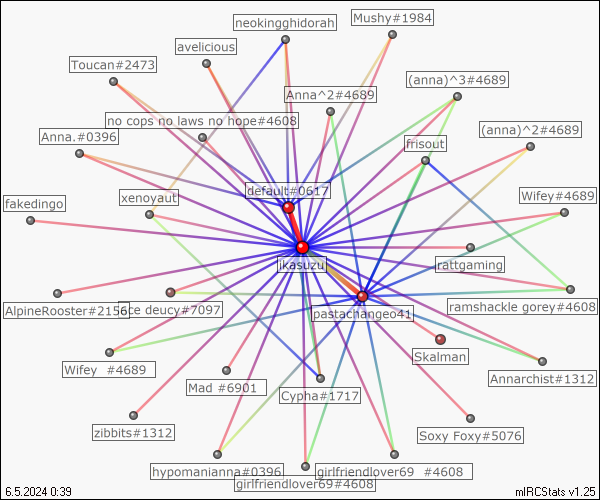 neokingghidorah
Mushy#1984
avelicious
Toucan#2473
(anna)^3#4689
Anna^2#4689
no cops no laws no hope#4608
(anna)^2#4689
Anna.#0396
frisout
default#0617
xenoyaut
Wifey#4689
fakedingo
ikasuzu
rattgaming
AlpineRooster#2156
ce deucy#7097
pastachangeo41
ramshackle gorey#4608
Skalman
Wifey #4689
Annarchist#1312
Mad #6901
Cypha#1717
zibbits#1312
Soxy Foxy#5076
hypomanianna#0396
girlfriendlover69 #4608
girlfriendlover69#4608
6.5.2024 0:39
mIRCStats v1.25